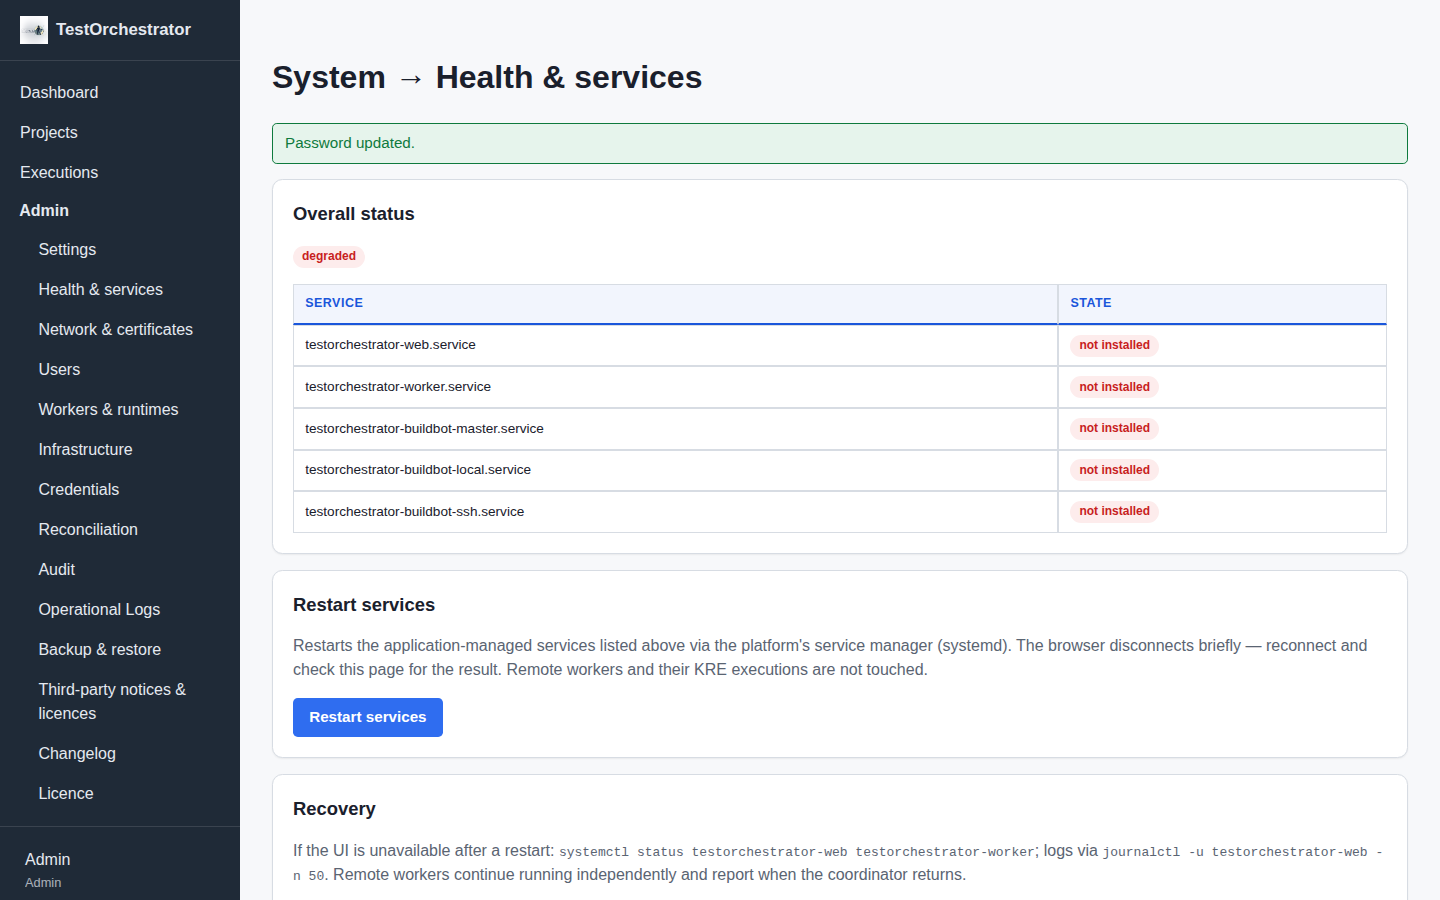 TestOrchestrator
Dashboard
Projects
Executions
Admin
Settings
Health & services
Network & certificates
Users
Workers & runtimes
Infrastructure
Credentials
Reconciliation
Audit
Operational Logs
Backup & restore
Third-party notices &
licences
Changelog
Licence
Admin
Admin
System → Health & services
Password updated.
Overall status
degraded
SERVICE STATE
testorchestrator-web.service not installed
testorchestrator-worker.service not installed
testorchestrator-buildbot-master.service not installed
testorchestrator-buildbot-local.service not installed
testorchestrator-buildbot-ssh.service not installed
Restart services
Restarts the application-managed services listed above via the platform's service manager (systemd). The browser disconnects briefly — reconnect and
check this page for the result. Remote workers and their KRE executions are not touched.
Restart services
Recovery
If the UI is unavailable after a restart: systemctl status testorchestrator-web testorchestrator-worker; logs via journalctl -u testorchestrator-web -
n 50. Remote workers continue running independently and report when the coordinator returns.